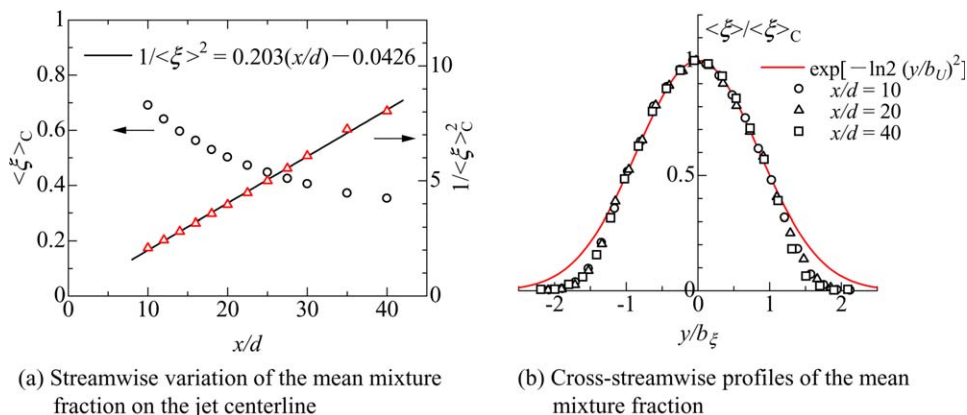 1/<ξ>² = 0.203(x/d)−0.0426
1
0.8
0.6
0.4
0.2
0
<ξ>C
10
5
0
1/<ξ>C²
0 10 20 30 40
x/d
(a) Streamwise variation of the mean mixture
fraction on the jet centerline
<ξ>/<ξ>C
exp[−ln2 (y/bU)²]
x/d = 10
x/d = 20
x/d = 40
1
0.5
0
-2 -1 0 1 2
y/bξ
(b) Cross-streamwise profiles of the mean
mixture fraction